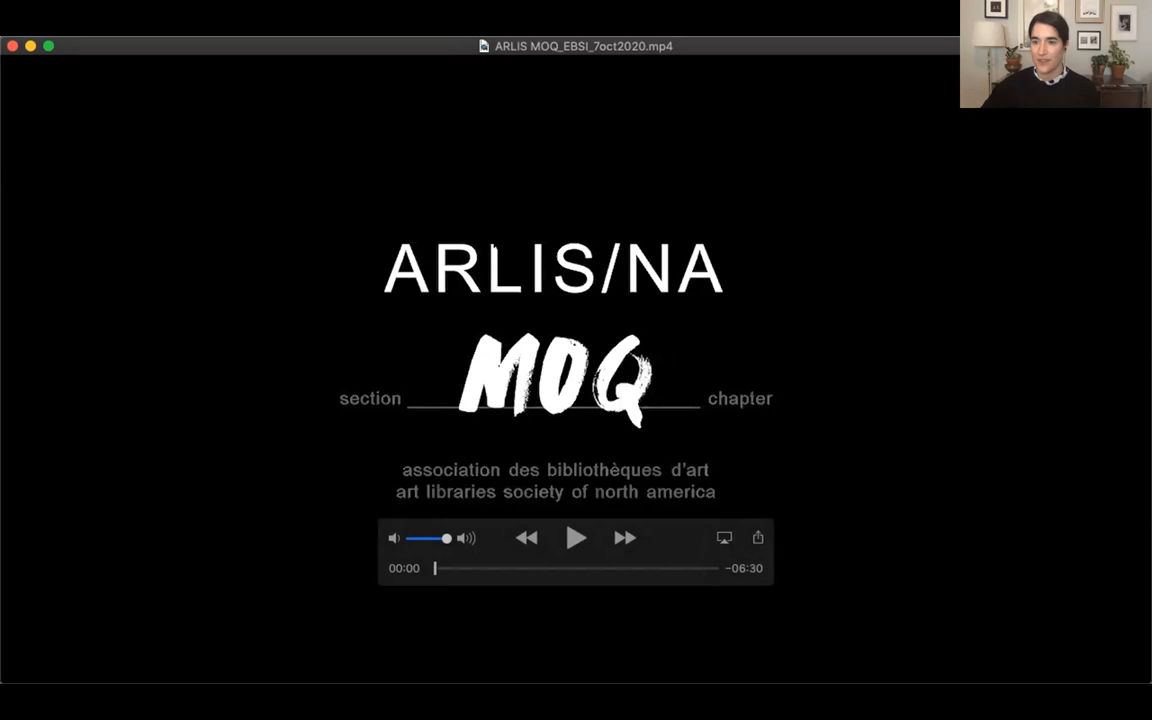 ARLIS MOQ_EBSI_7oct2020.mp4
ARLIS/NA
MOQ
section chapter
association des bibliothèques d'art
art libraries society of north america
00:00 -06:30